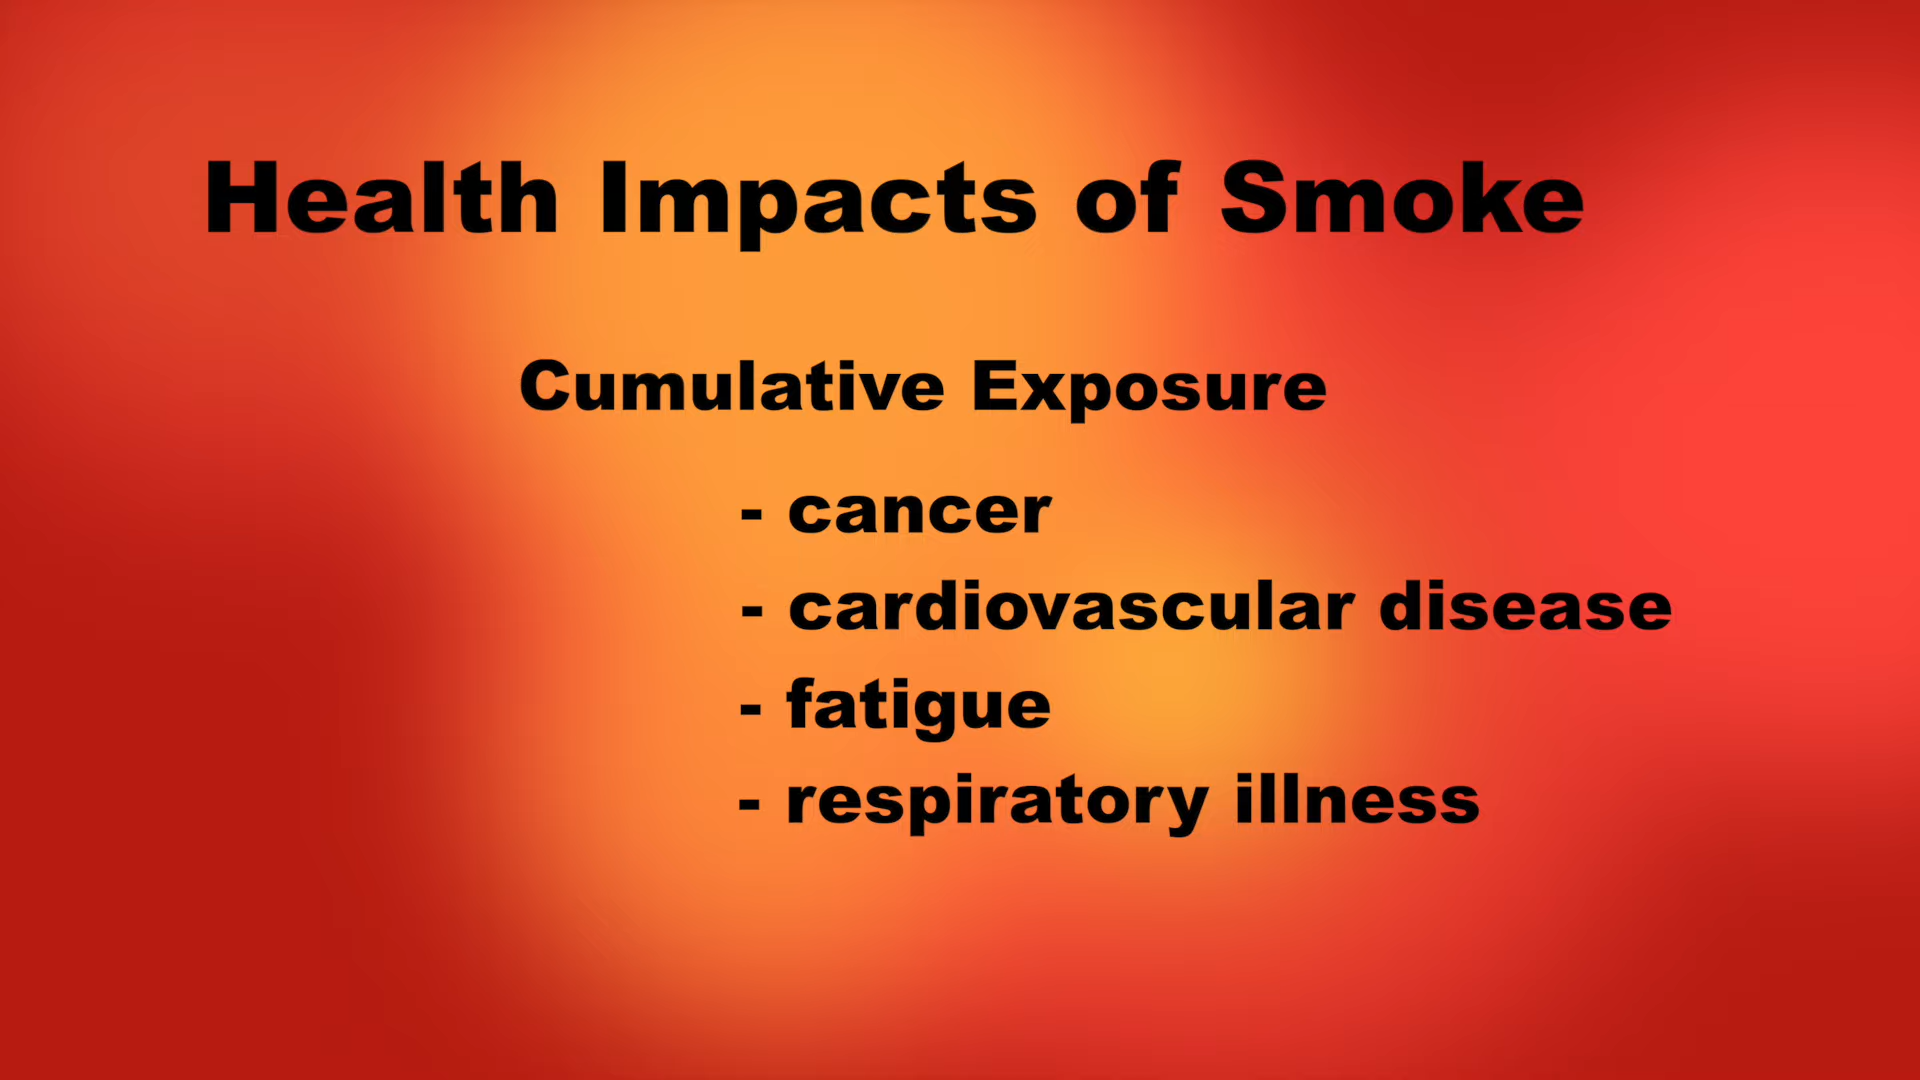 Health Impacts of Smoke
Cumulative Exposure
- cancer
- cardiovascular disease
- fatigue
- respiratory illness